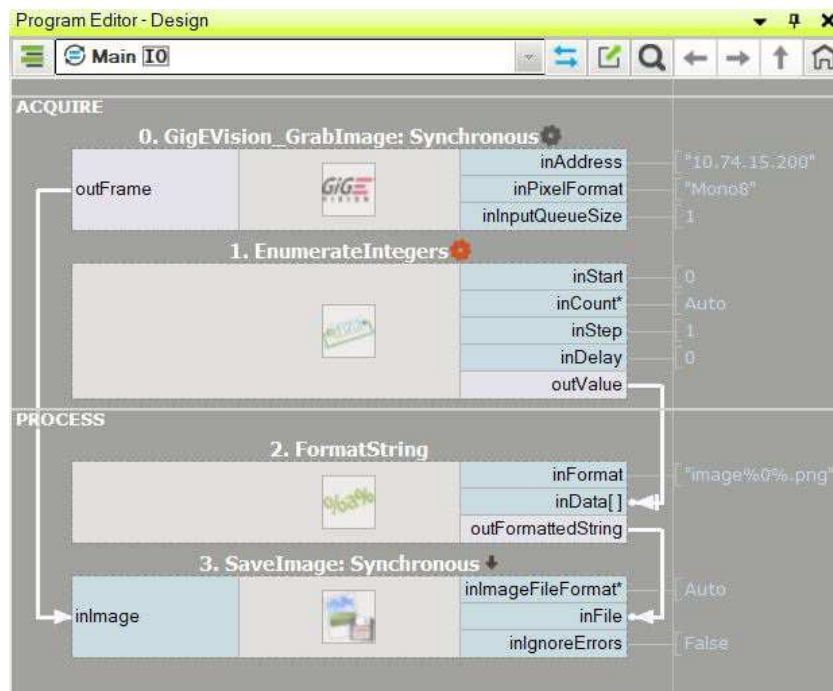 Program Editor - Design
Main IO
ACQUIRE
0. GigEVision_GrabImage: Synchronous
outFrame
GIGE
VISION
inAddress
"10.74.15.200"
inPixelFormat
"Mono8"
inInputQueueSize
1
1. EnumerateIntegers
inStart
0
inCount*
Auto
inStep
1
inDelay
0
outValue
PROCESS
2. FormatString
inFormat
"image%0%.png"
inData[ ]
outFormattedString
3. SaveImage: Synchronous
inImage
inImageFileFormat*
Auto
inFile
inIgnoreErrors
False